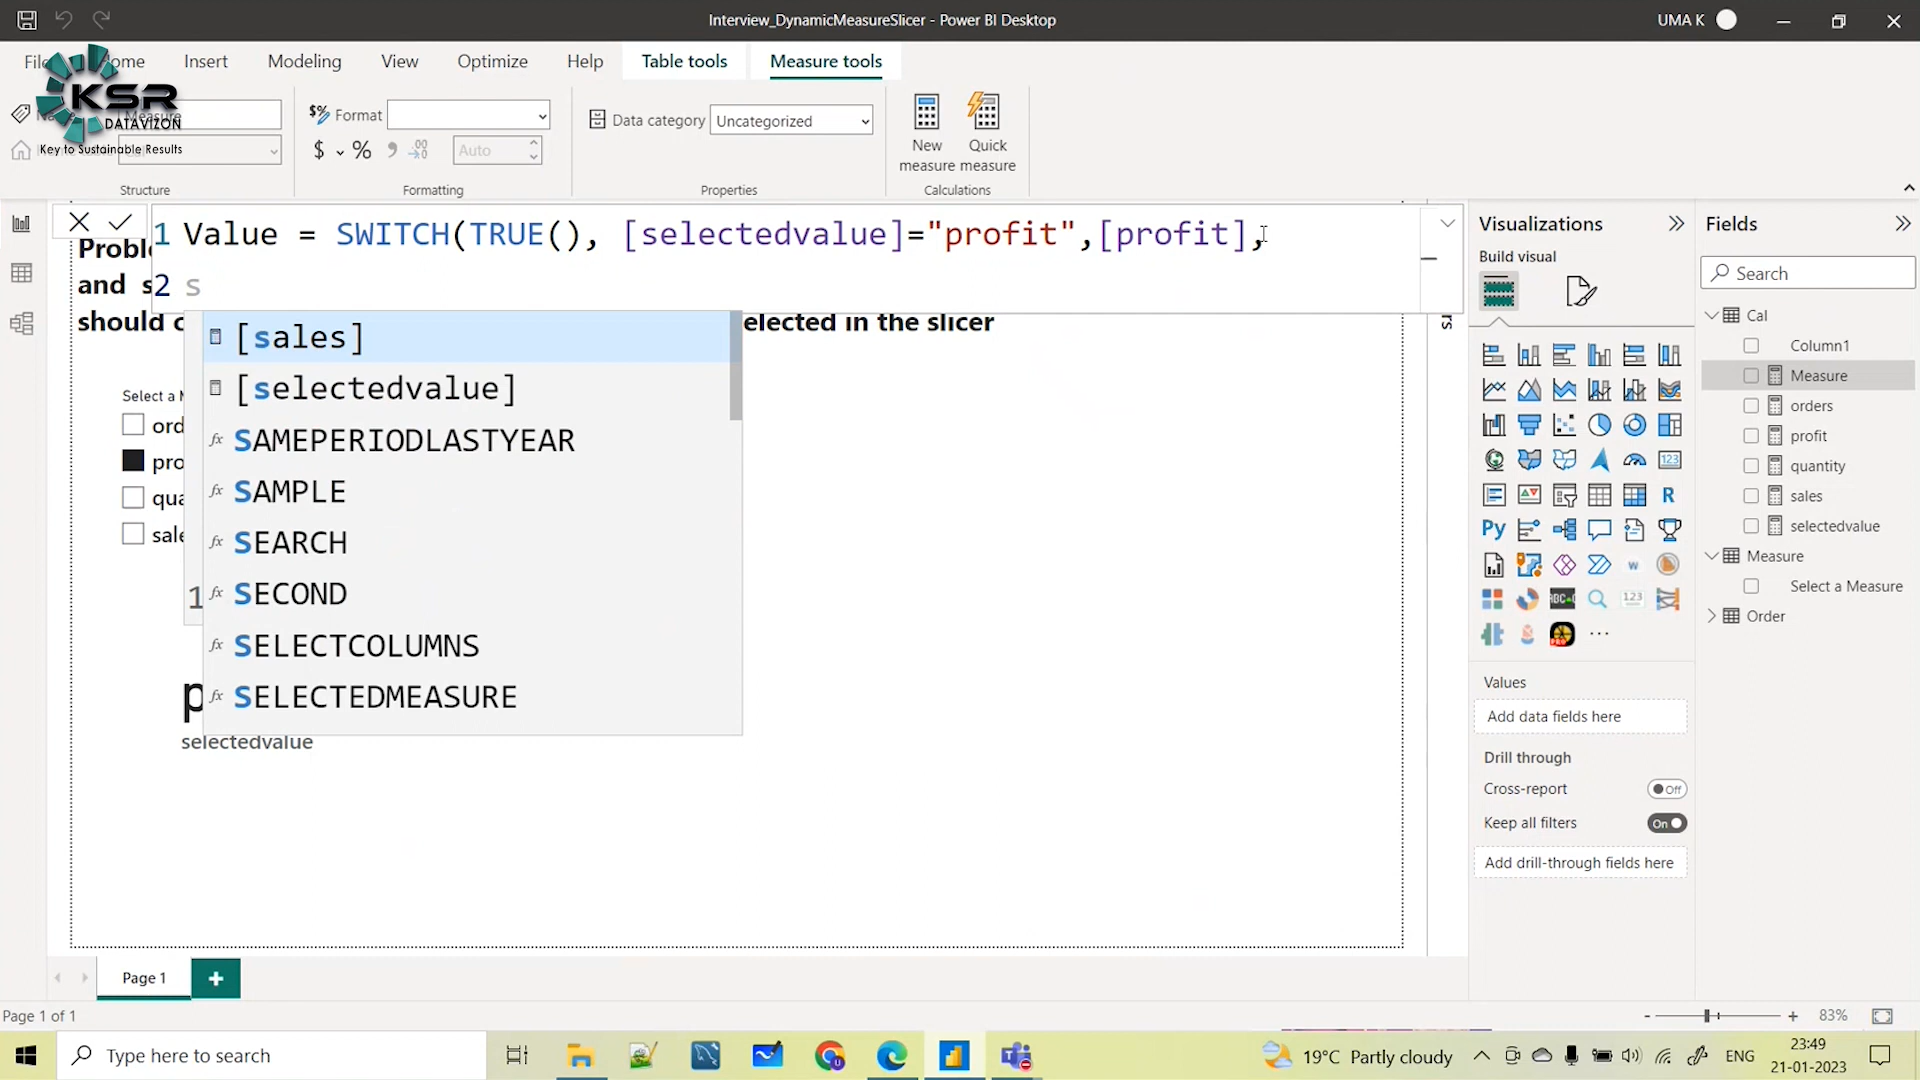 Interview_DynamicMeasureSlicer - Power BI Desktop
UMA K
Insert
Modeling
View
Optimize
Help
Table tools
Measure tools
KSR
DATAVIZON
Key to Sustainable Results
Measure
Format
Data category
Uncategorized
$
%
Auto
New
measure
Quick
measure
Structure
Formatting
Properties
Calculations
1 Value = SWITCH(TRUE(), [selectedvalue]="profit",[profit],
2 s
and
should
elected in the slicer
[sales]
[selectedvalue]
SAMEPERIODLASTYEAR
SAMPLE
SEARCH
SECOND
SELECTCOLUMNS
SELECTEDMEASURE
Select a
ord
pro
qua
sale
1
p
selectedvalue
Visualizations
Build visual
Values
Add data fields here
Drill through
Cross-report
Off
Keep all filters
On
Add drill-through fields here
Fields
Search
Cal
Column1
Measure
orders
profit
quantity
sales
selectedvalue
Measure
Select a Measure
Order
Page 1
Page 1 of 1
83%
Type here to search
19°C Partly cloudy
ENG
23:49
21-01-2023